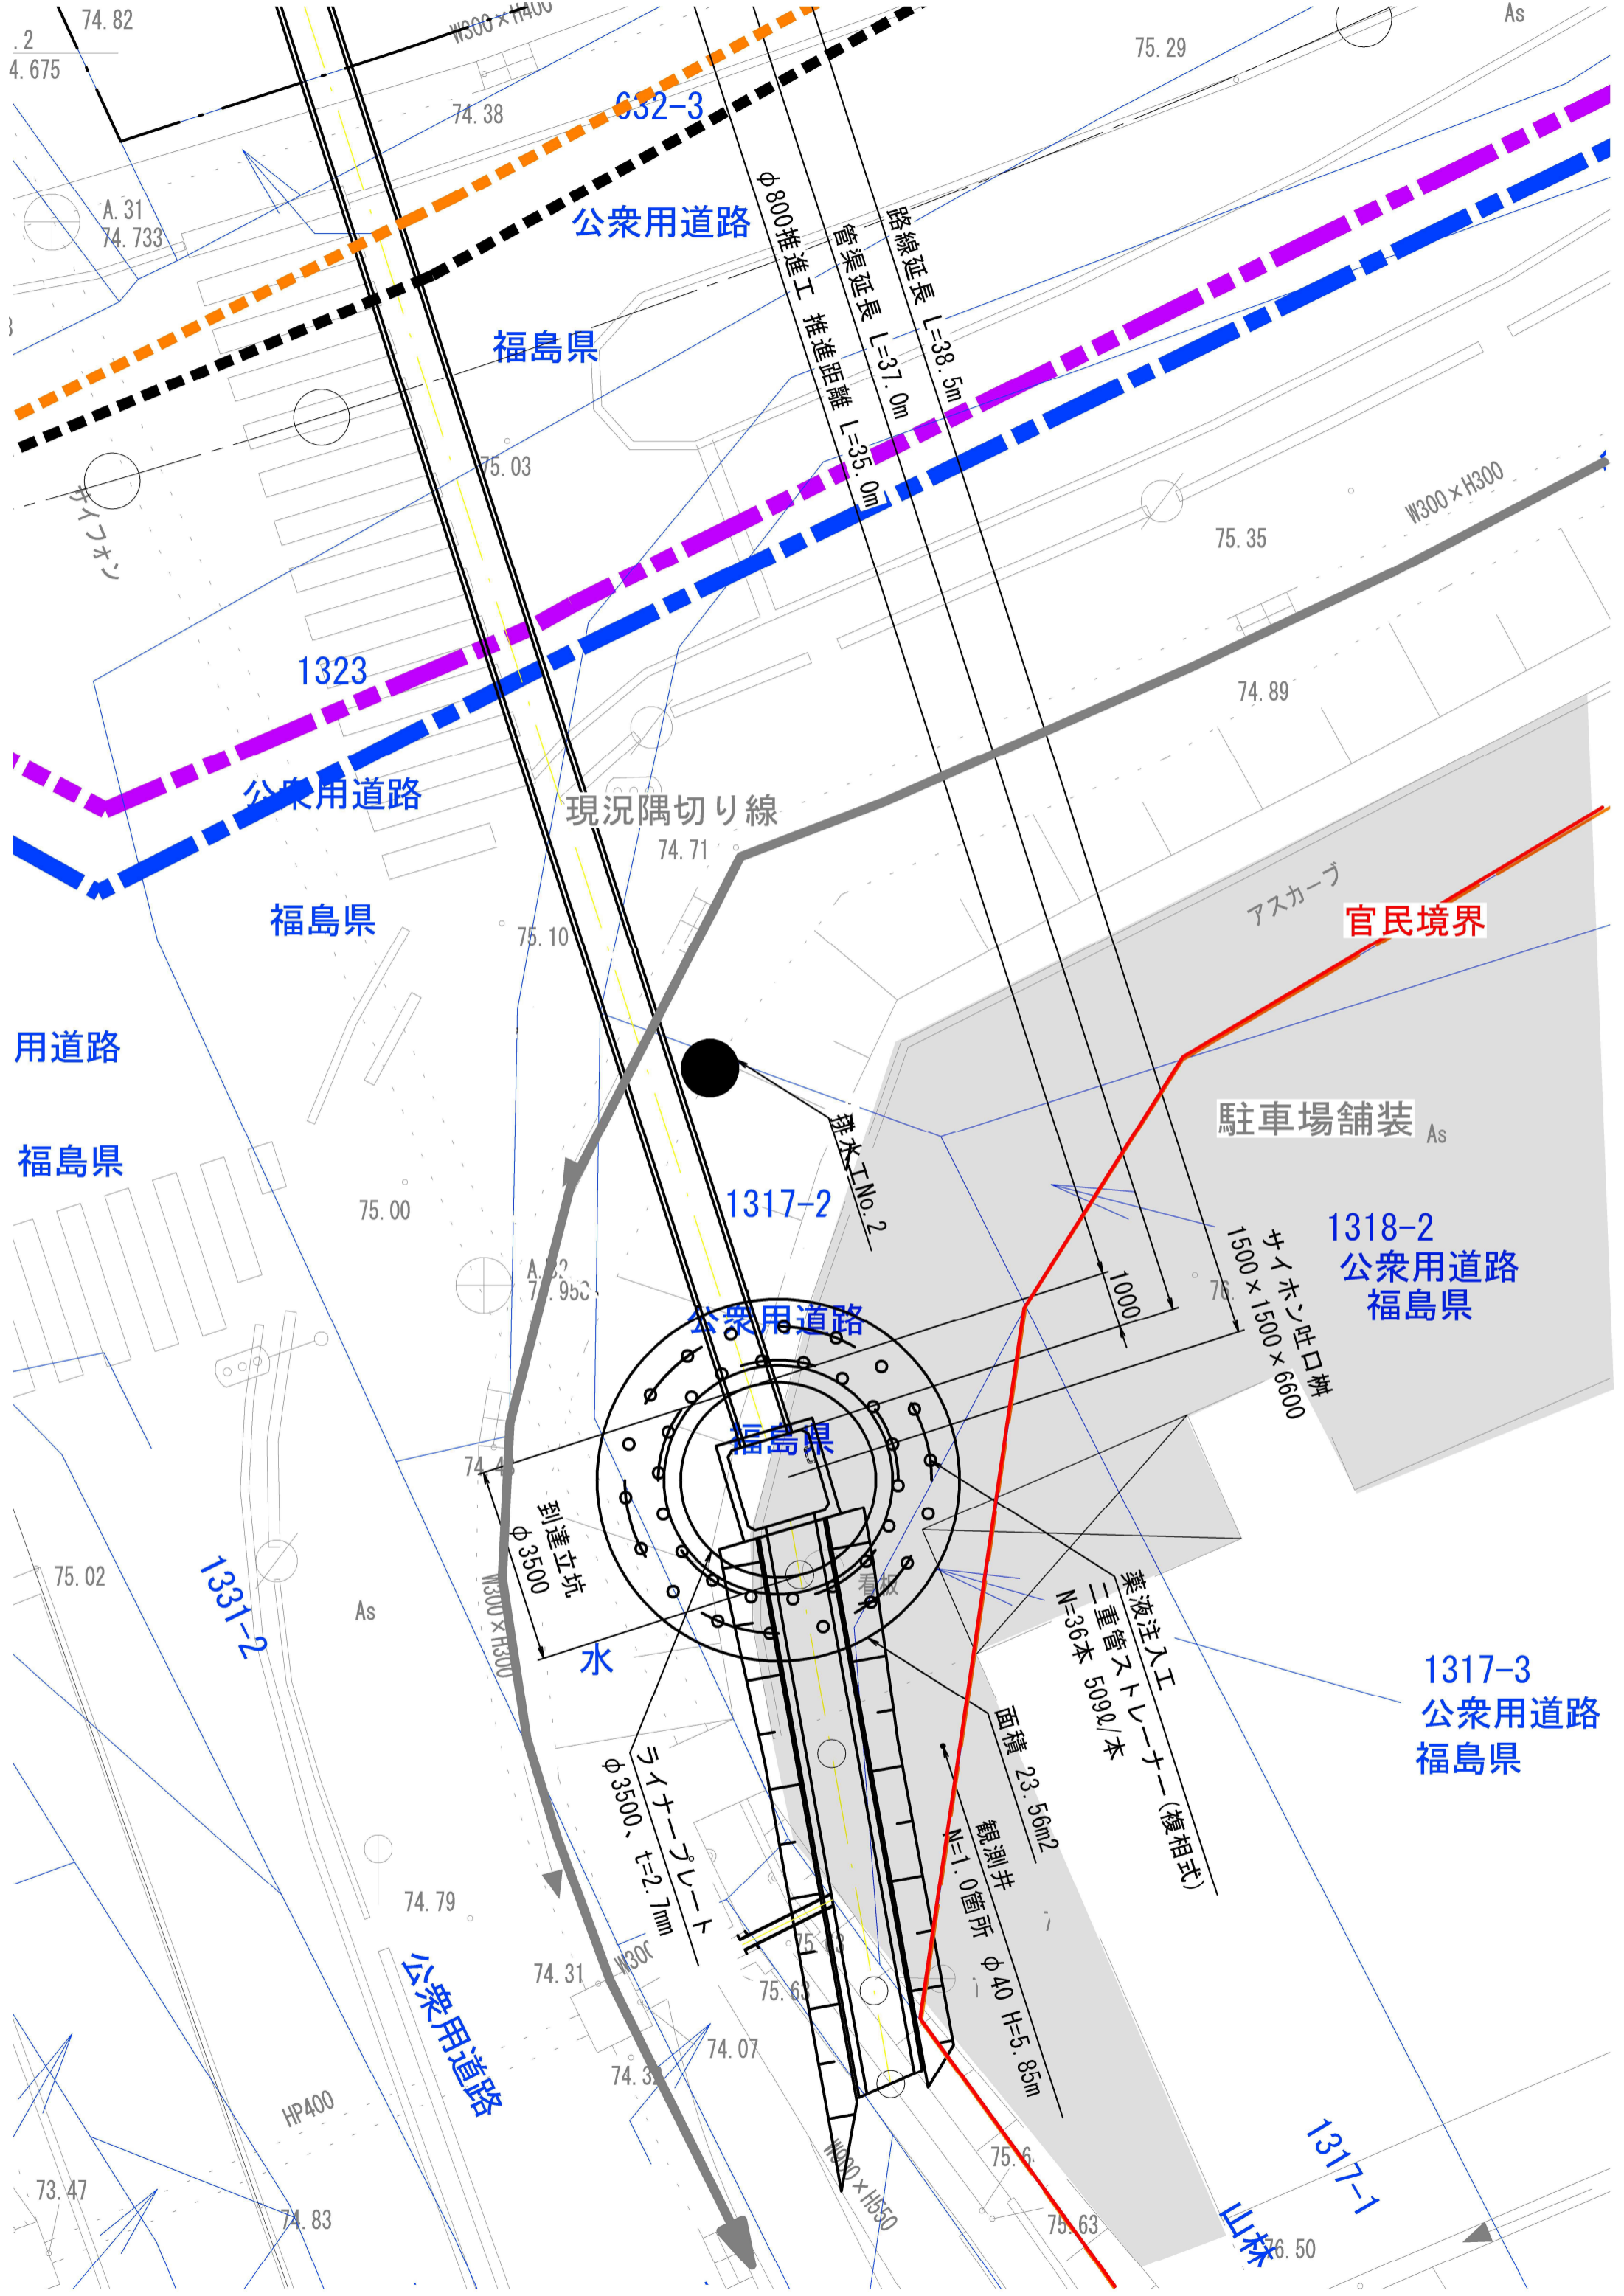 74.82
.2
4.675
W300×H400
74.38
632-3
75.29
As
A.31
74.733
公衆用道路
福島県
φ800推進工 推進距離 L=35.0m
管渠延長 L=37.0m
路線延長 L=38.5m
75.03
サイフォン
75.35
W300×H300
1323
74.89
公衆用道路
現況隅切り線
74.71
アスカーブ
官民境界
福島県
75.10
用道路
福島県
駐車場舗装
As
排水工No.2
75.00
1317-2
1318-2
公衆用道路
福島県
サイホン吐口桝
1500×1500×6600
1000
76.
公衆用道路
福島県
到達立坑
φ3500
75.02
1331-2
As
W300×H300
水
看板
薬液注入工
二重管ストレーナー(複相式)
N=36本 509ℓ/本
1317-3
公衆用道路
福島県
面積 23.56m2
観測井
N=1.0箇所 φ40 H=5.85m
ライナープレート
φ3500、t=2.7mm
74.79
74.31
W300
75.63
74.07
公衆用道路
HP400
73.47
74.83
75.6
75.63
1317-1
山林
76.50